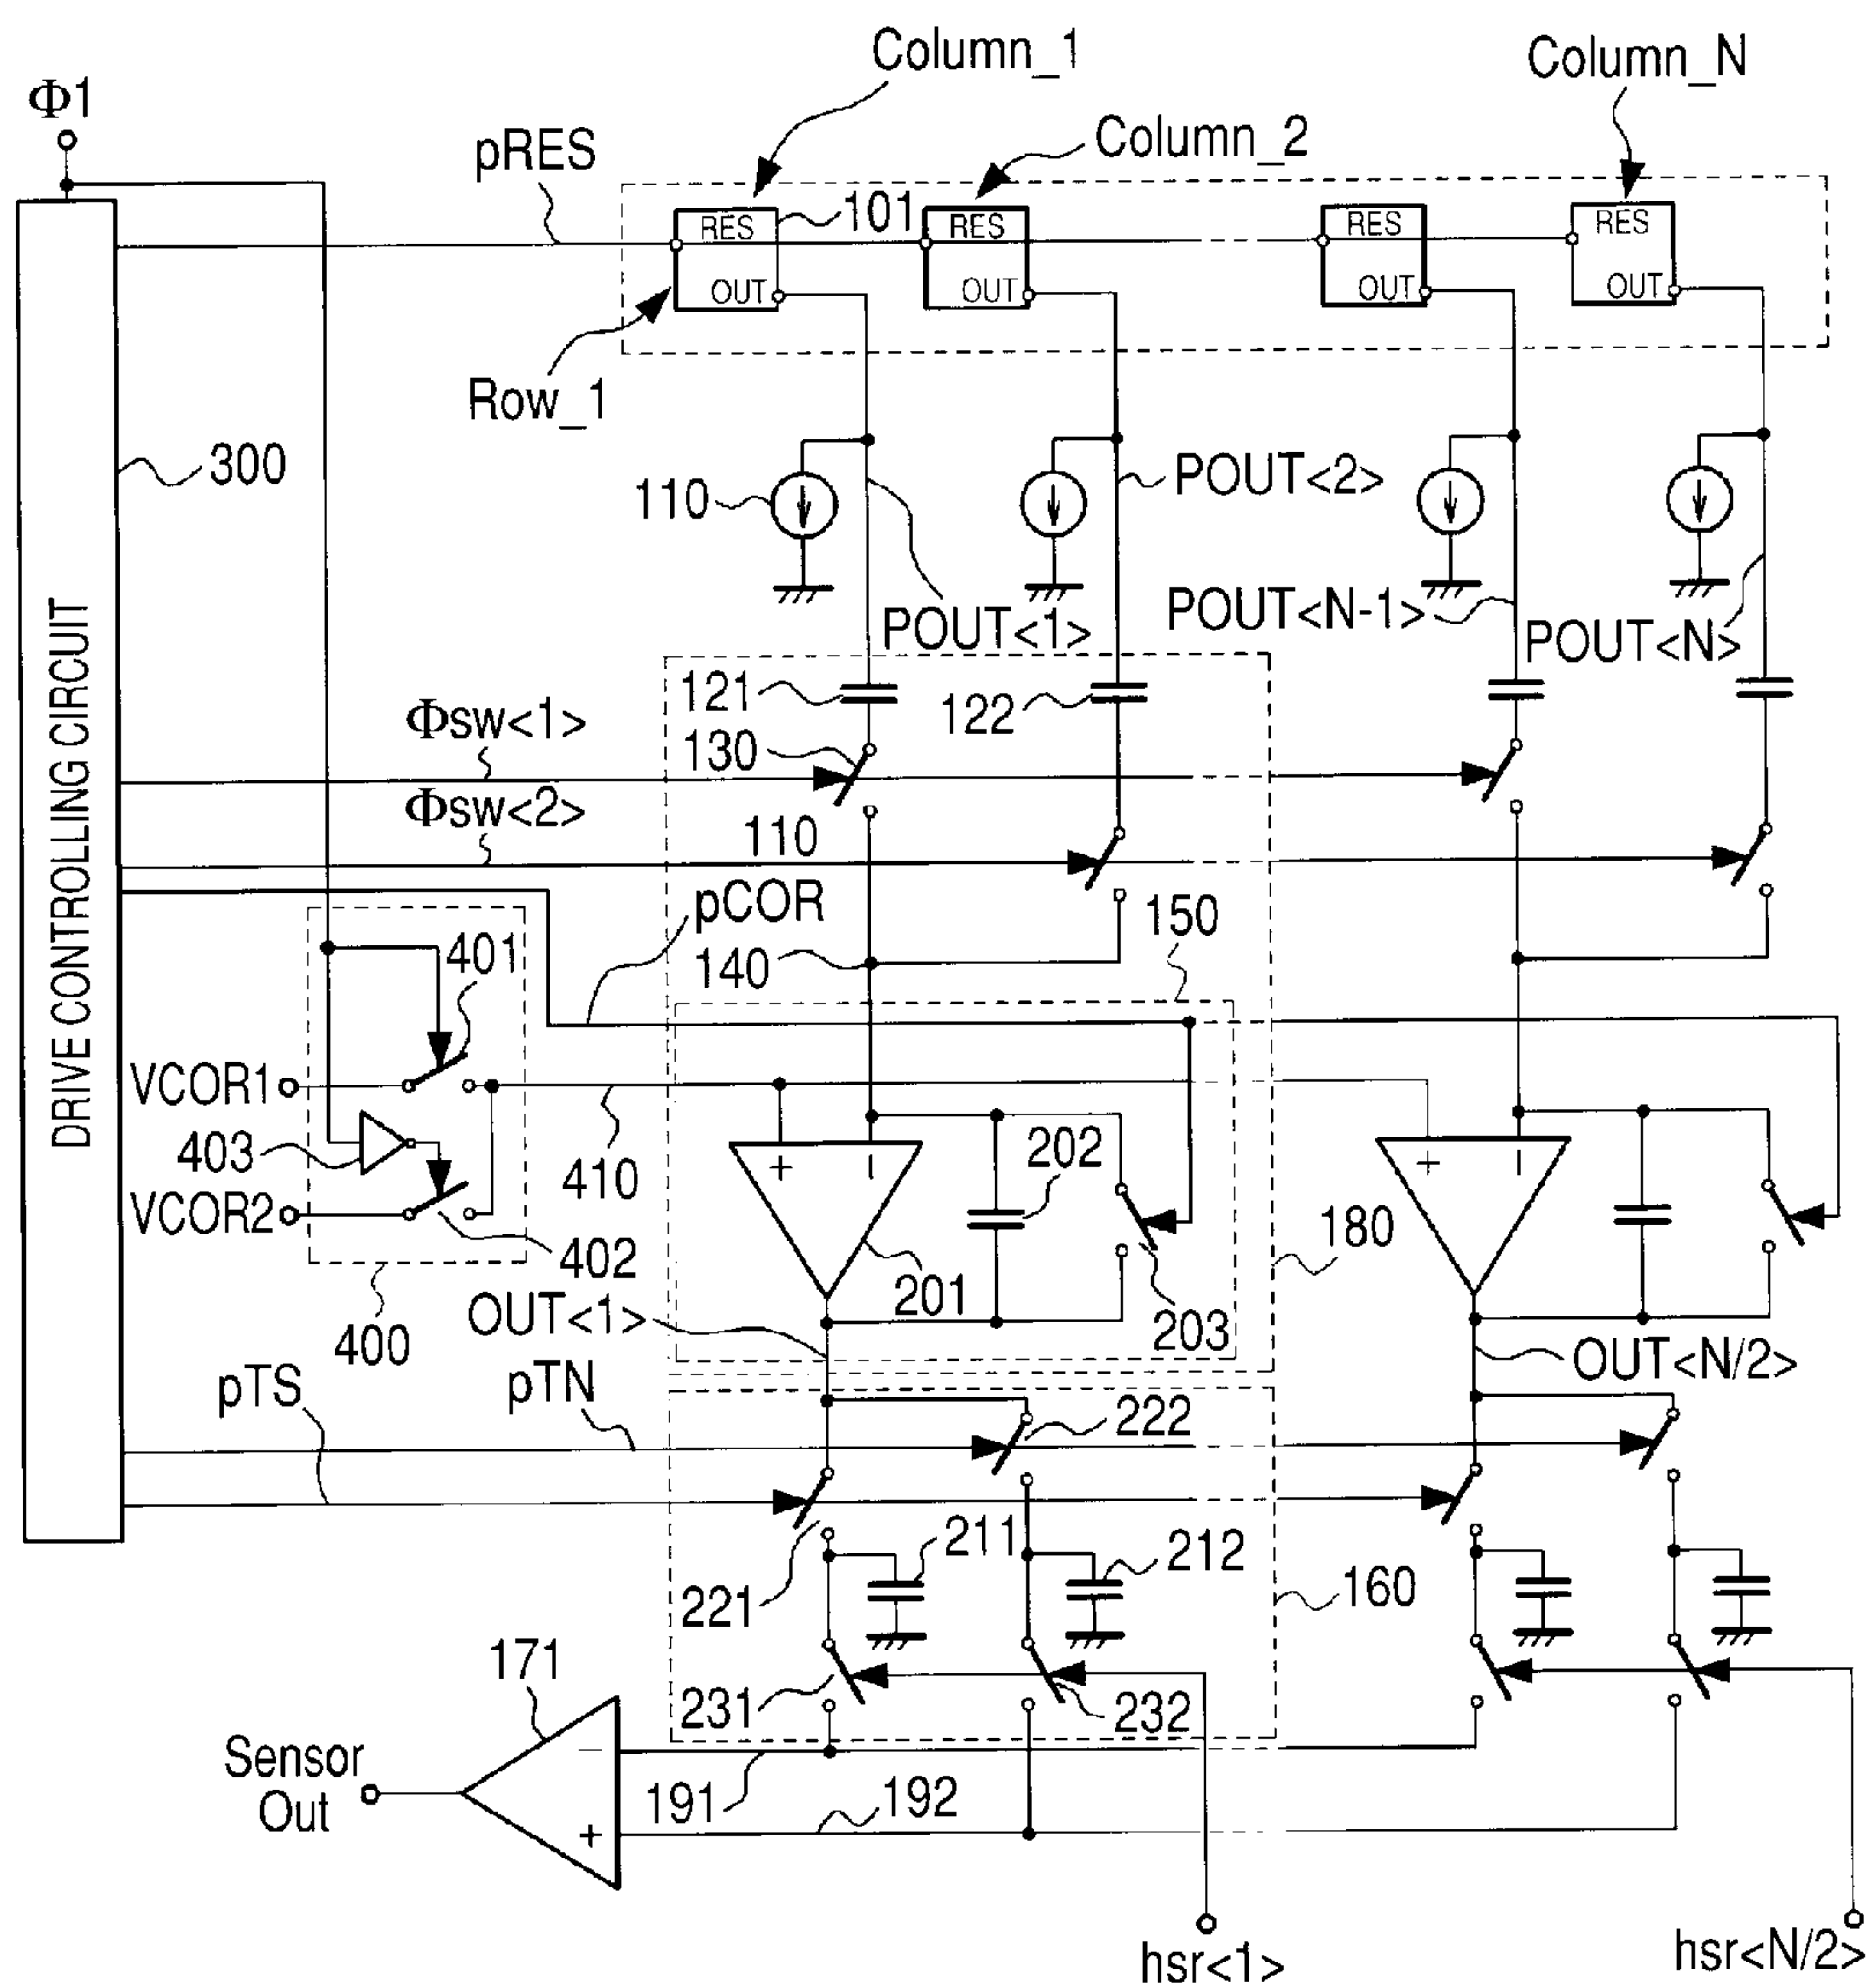 Column_1
Column_N
Φ1
pRES
Column_2
RES
101
RES
RES
RES
OUT
OUT
OUT
OUT
Row_1
300
110
POUT<2>
POUT<1>
POUT<N-1>
POUT<N>
DRIVE CONTROLLING CIRCUIT
121
122
Φsw<1>
130
Φsw<2>
110
pCOR
150
401
140
VCOR1
403
410
+
−
202
+
−
VCOR2
402
180
201
OUT<1>
203
400
OUT<N/2>
pTS
pTN
222
211
212
221
160
171
231
232
Sensor
Out
−
191
192
+
hsr<1>
hsr<N/2>